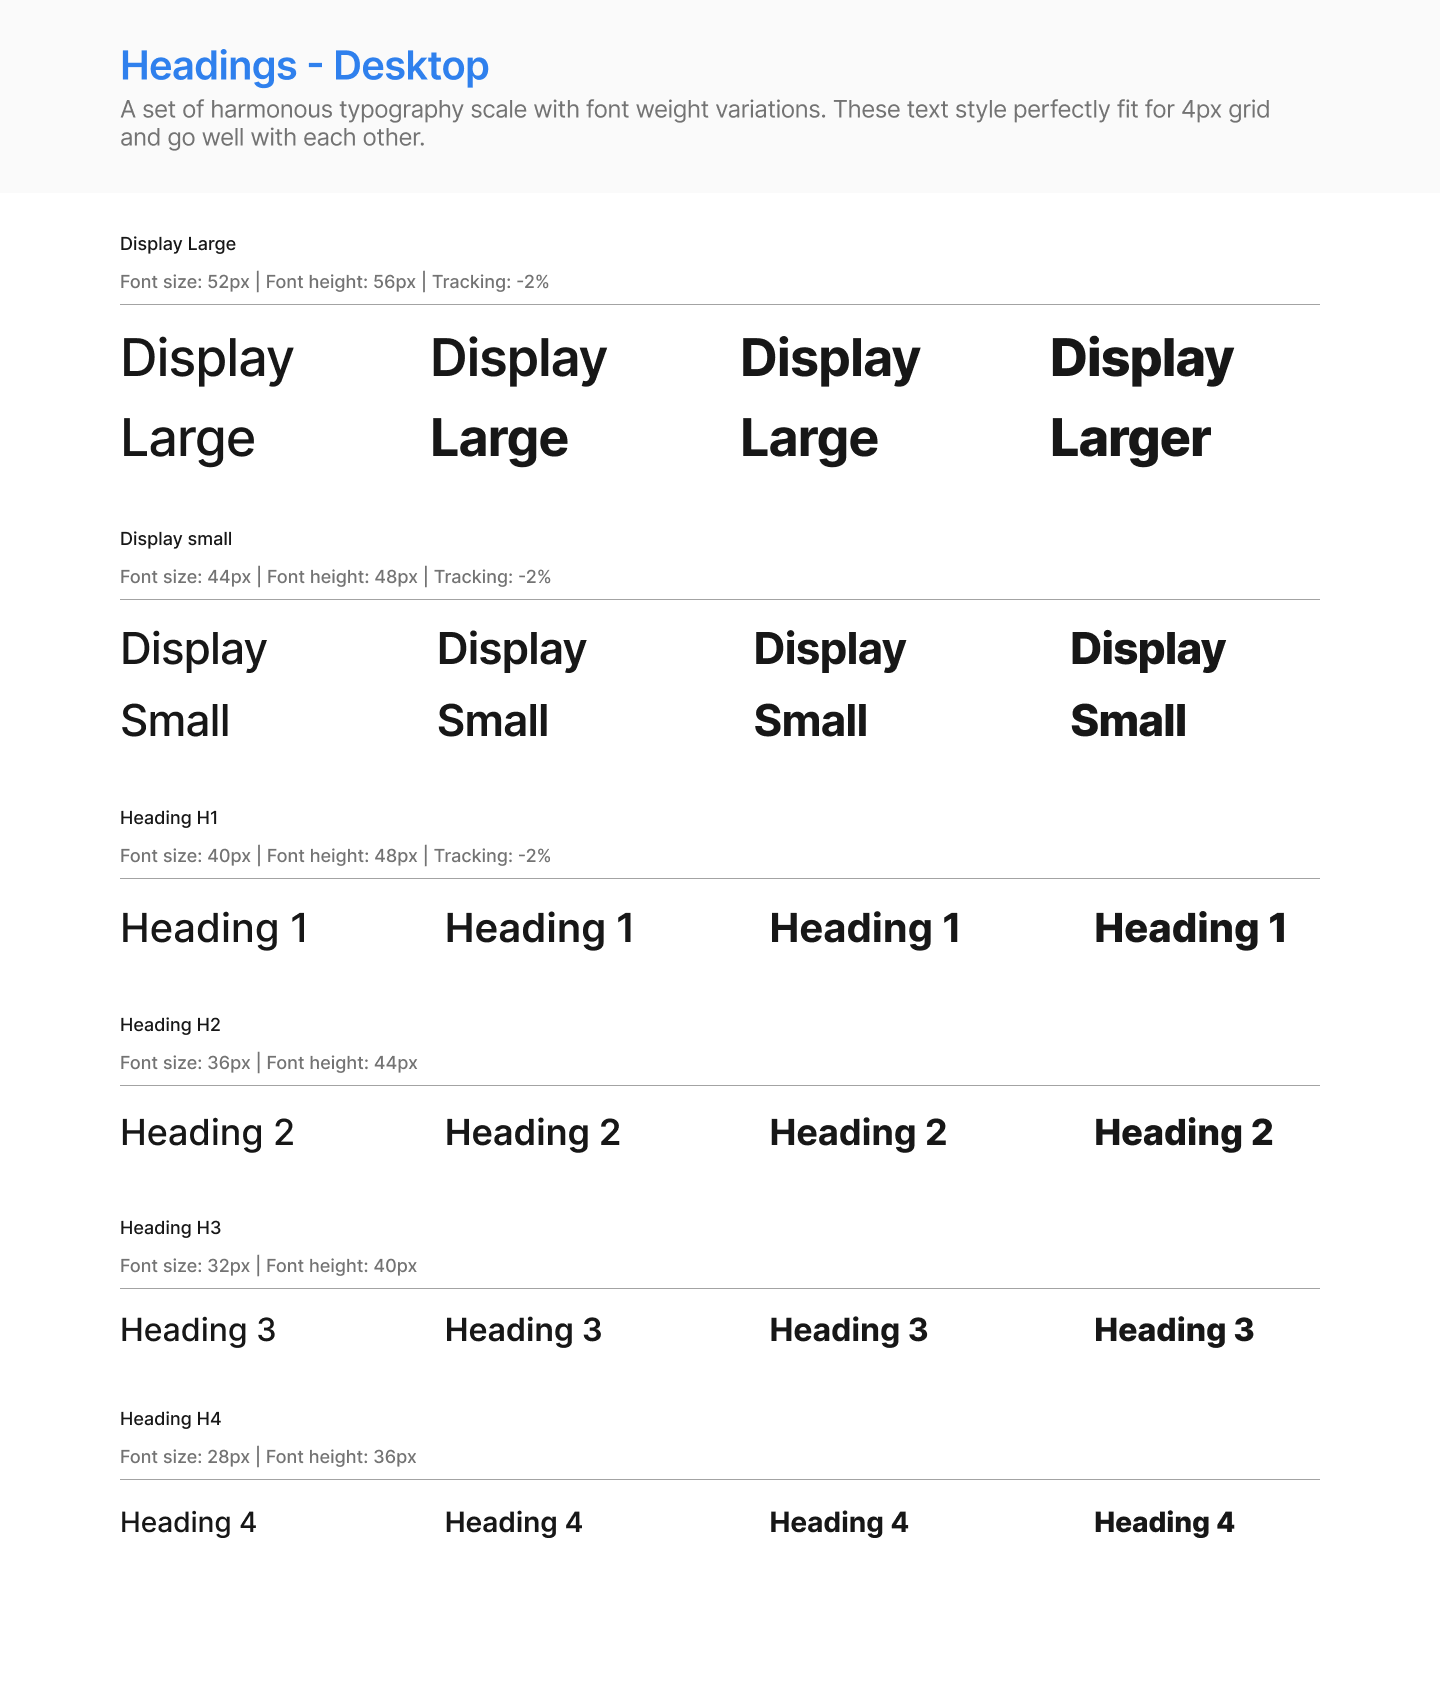 Headings - Desktop
A set of harmonous typography scale with font weight variations. These text style perfectly fit for 4px grid
and go well with each other.
Display Large
Font size: 52px | Font height: 56px | Tracking: -2%
Display Display Display Display
Large Large Large Larger
Display small
Font size: 44px | Font height: 48px | Tracking: -2%
Display Display Display Display
Small Small Small Small
Heading H1
Font size: 40px | Font height: 48px | Tracking: -2%
Heading 1 Heading 1 Heading 1 Heading 1
Heading H2
Font size: 36px | Font height: 44px
Heading 2 Heading 2 Heading 2 Heading 2
Heading H3
Font size: 32px | Font height: 40px
Heading 3 Heading 3 Heading 3 Heading 3
Heading H4
Font size: 28px | Font height: 36px
Heading 4 Heading 4 Heading 4 Heading 4